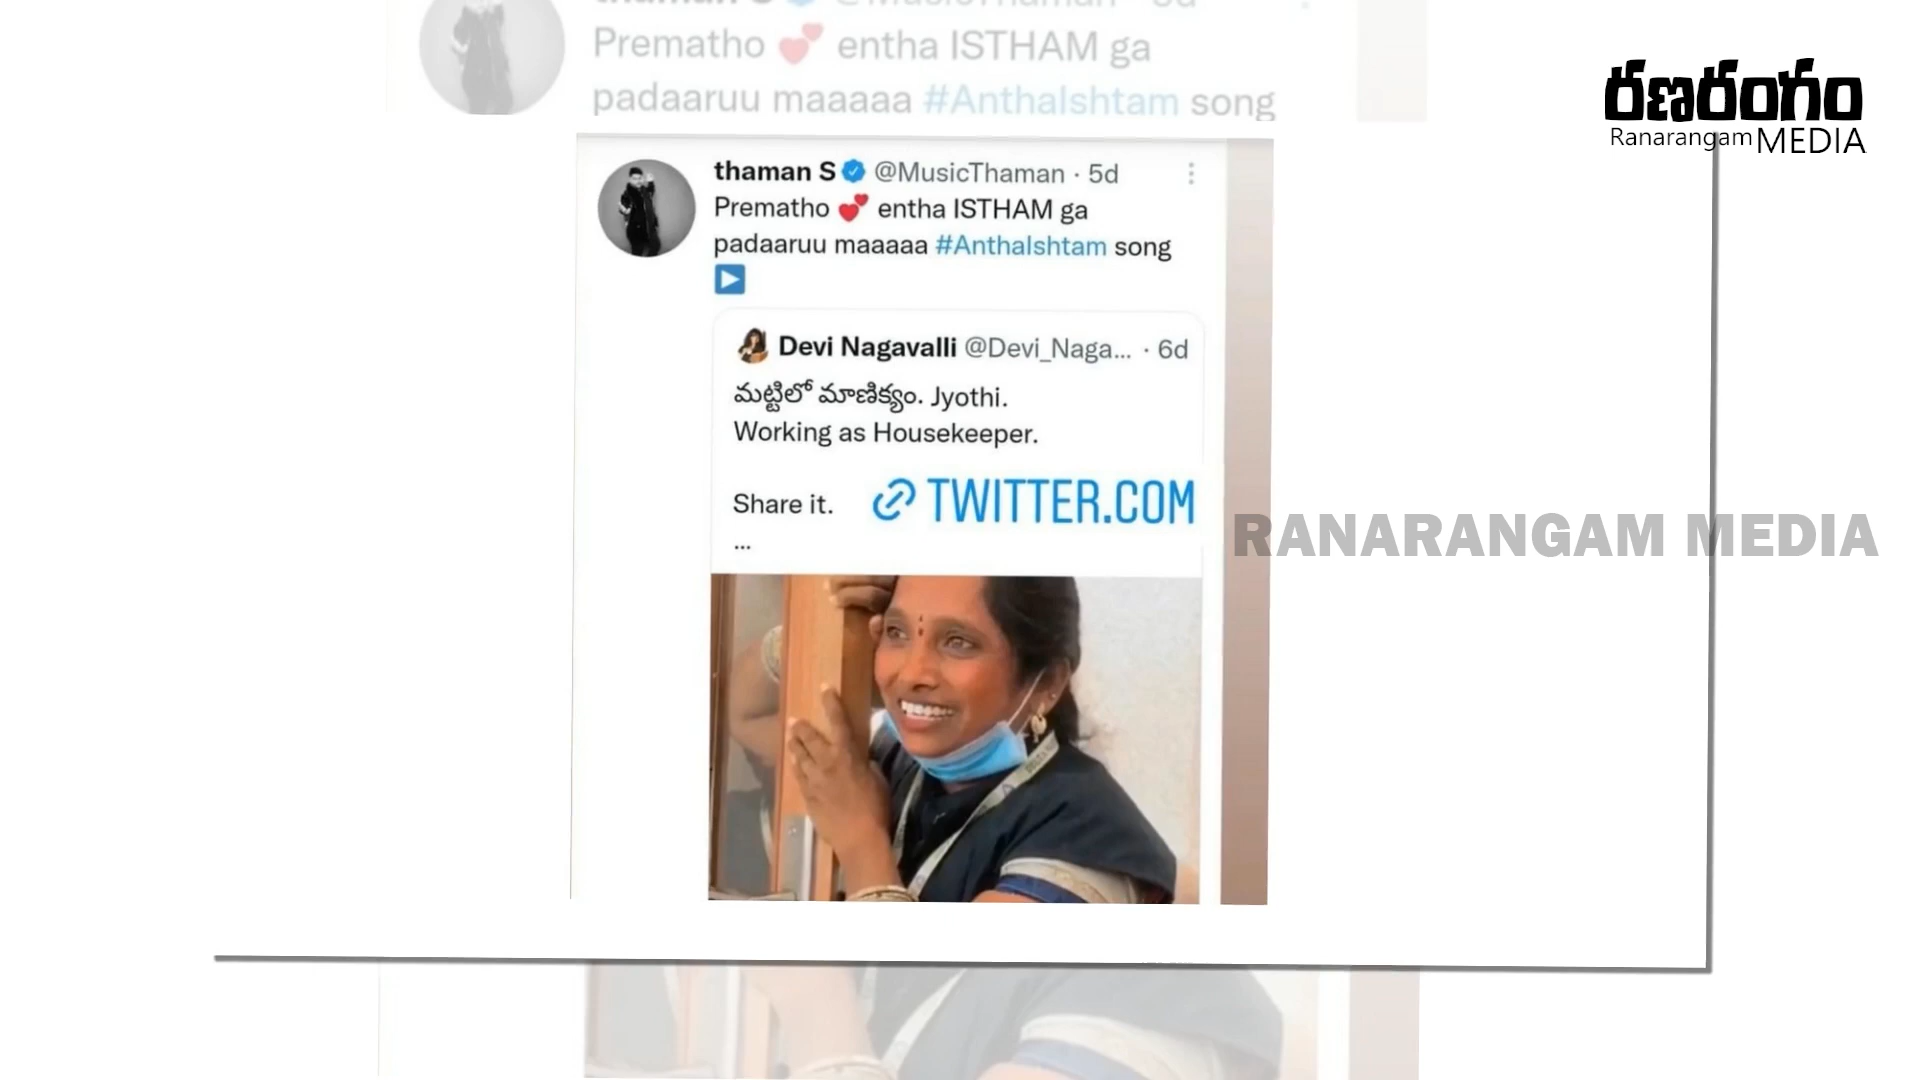 Prematho 💕 entha ISTHAM ga
padaaruu maaaaa #AnthaIshtam song
రణరంగం
Ranarangam MEDIA
thaman S @MusicThaman · 5d
Prematho 💕 entha ISTHAM ga
padaaruu maaaaa #AnthaIshtam song
▶️
Devi Nagavalli @Devi_Naga... · 6d
మట్టిలో మాణిక్యం. Jyothi.
Working as Housekeeper.
Share it.
TWITTER.COM
...
RANARANGAM MEDIA